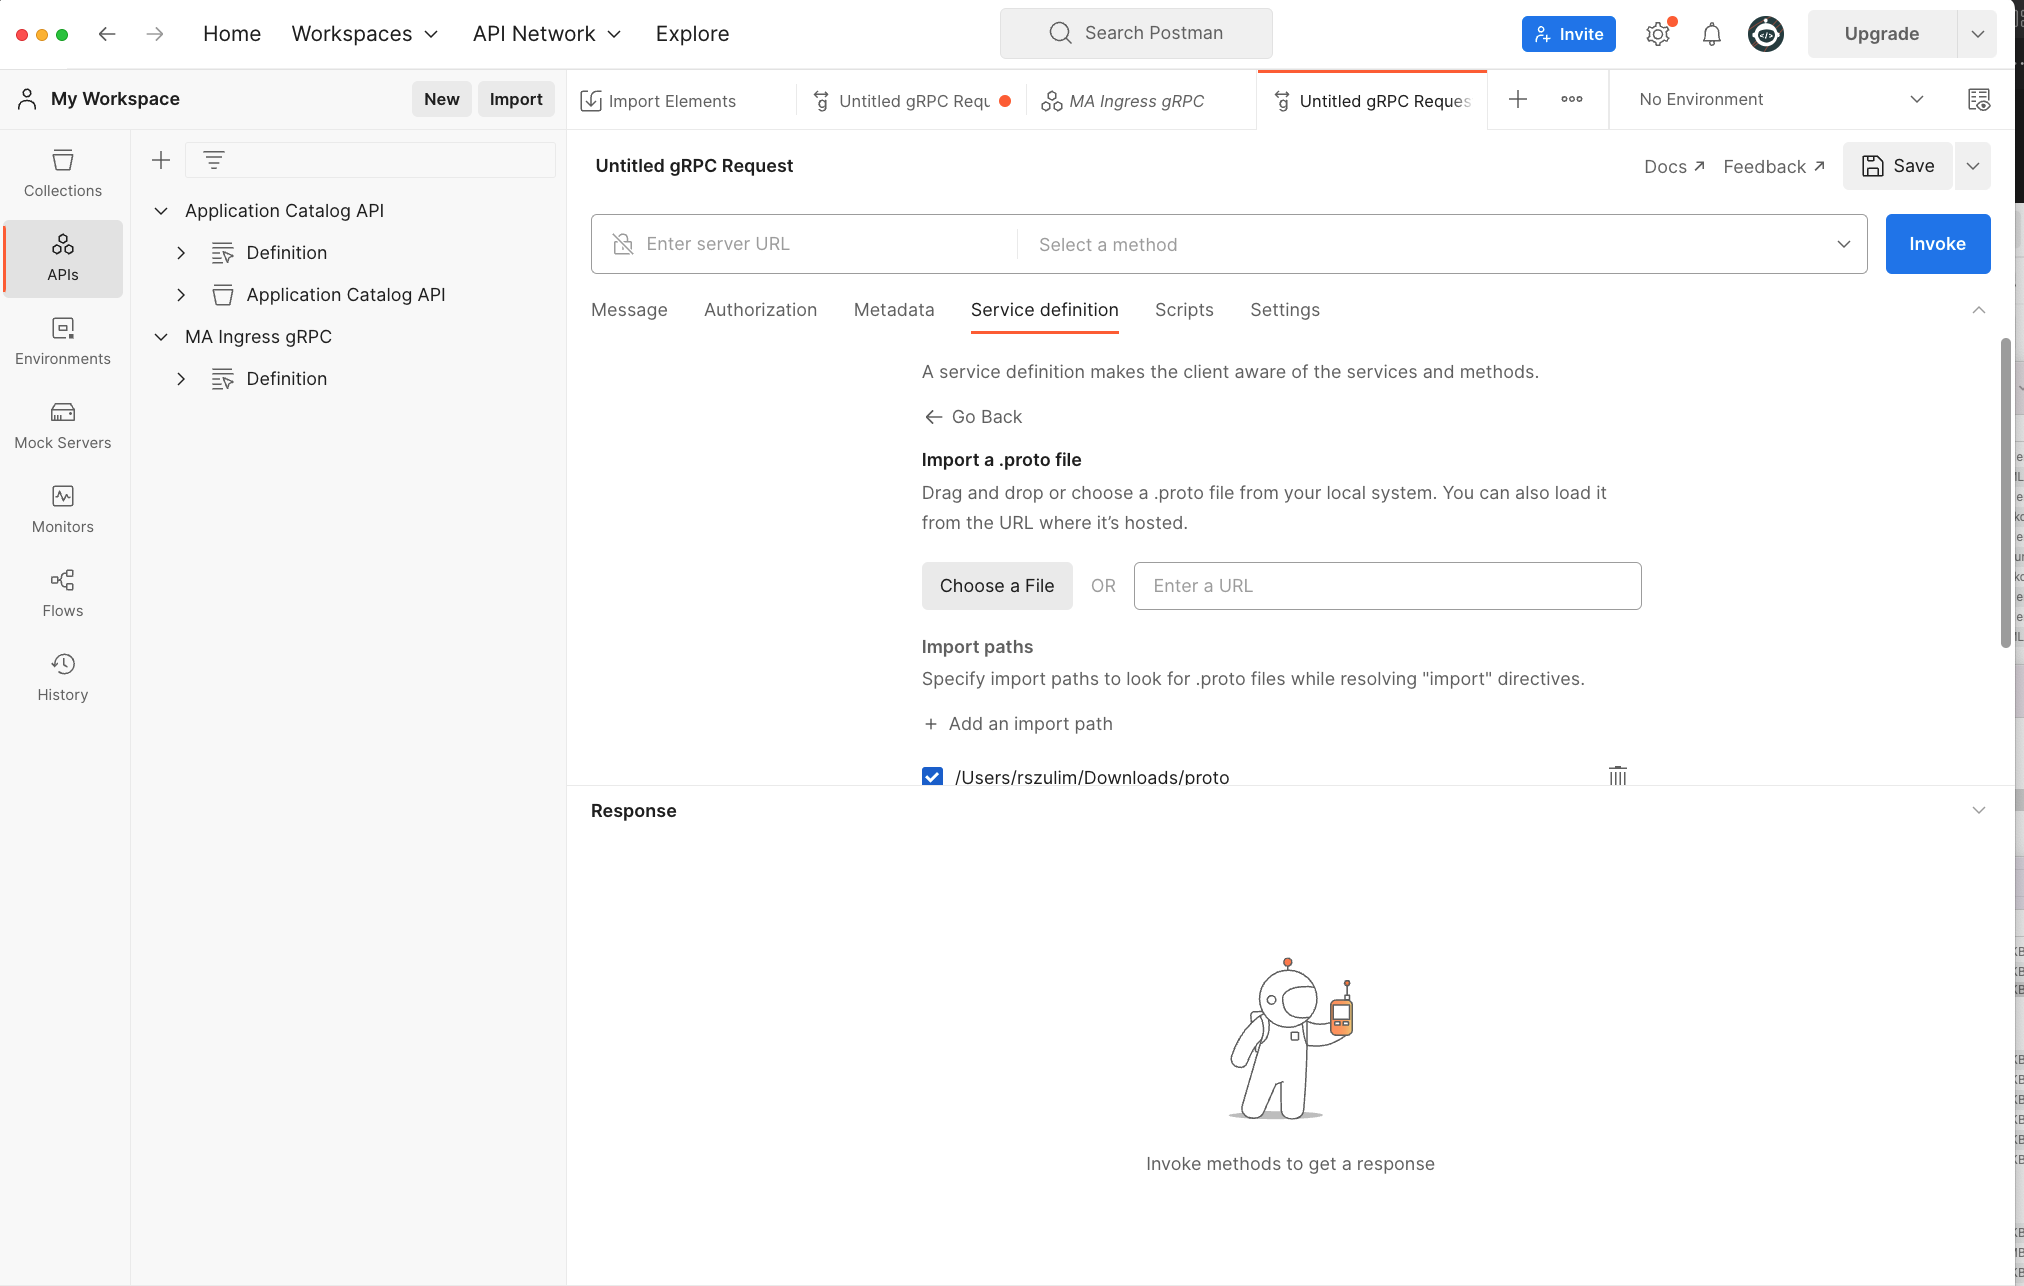 Home
Workspaces
API Network
Explore
Search Postman
Invite
Upgrade
My Workspace
New
Import
Import Elements
Untitled gRPC Requ
MA Ingress gRPC
Untitled gRPC Reques
No Environment
Collections
APIs
Environments
Mock Servers
Monitors
Flows
History
Application Catalog API
Definition
Application Catalog API
MA Ingress gRPC
Definition
Untitled gRPC Request
Docs
Feedback
Save
Enter server URL
Select a method
Invoke
Message
Authorization
Metadata
Service definition
Scripts
Settings
A service definition makes the client aware of the services and methods.
Go Back
Import a .proto file
Drag and drop or choose a .proto file from your local system. You can also load it
from the URL where it’s hosted.
Choose a File
OR
Enter a URL
Import paths
Specify import paths to look for .proto files while resolving "import" directives.
+ Add an import path
/Users/rszulim/Downloads/proto
Response
Invoke methods to get a response